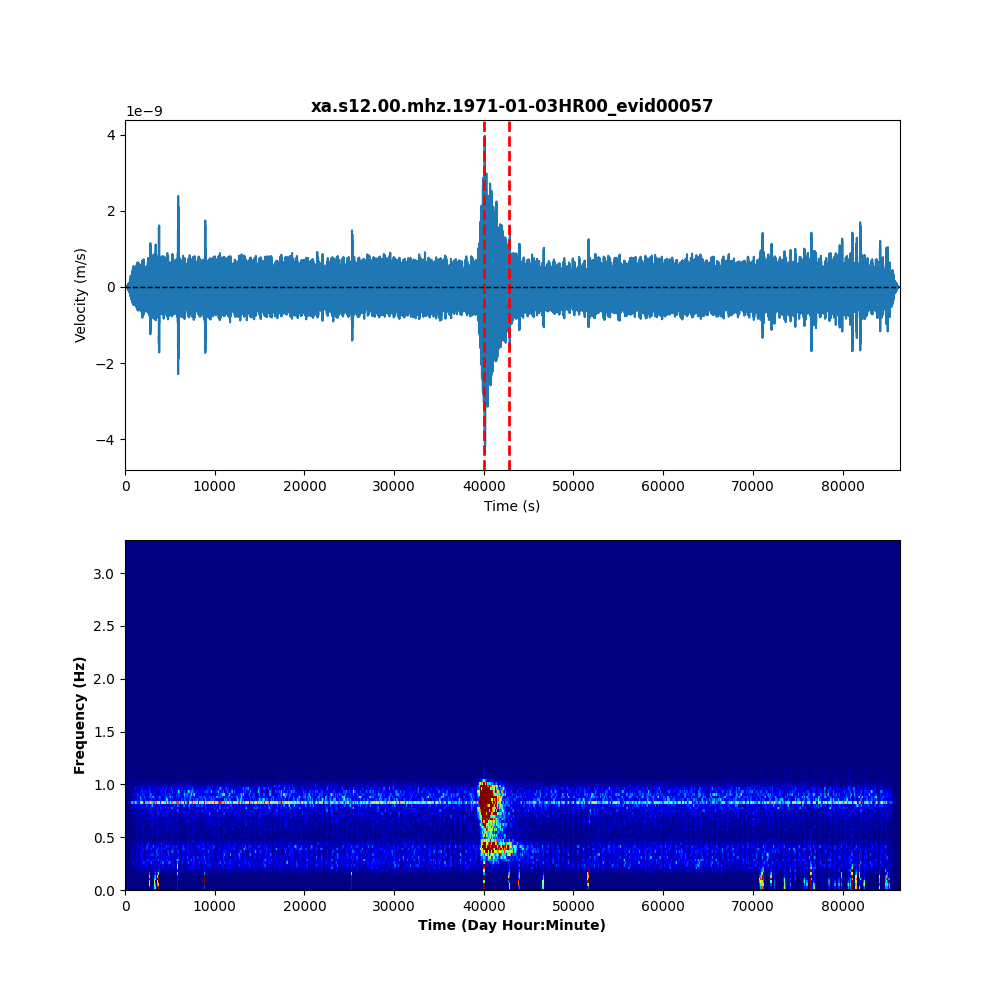 xa.s12.00.mhz.1971-01-03HR00_evid00057
1e−9
4
2
0
−2
−4
Velocity (m/s)
0 10000 20000 30000 40000 50000 60000 70000 80000
Time (s)
3.0
2.5
2.0
1.5
1.0
0.5
0.0
Frequency (Hz)
0 10000 20000 30000 40000 50000 60000 70000 80000
Time (Day Hour:Minute)